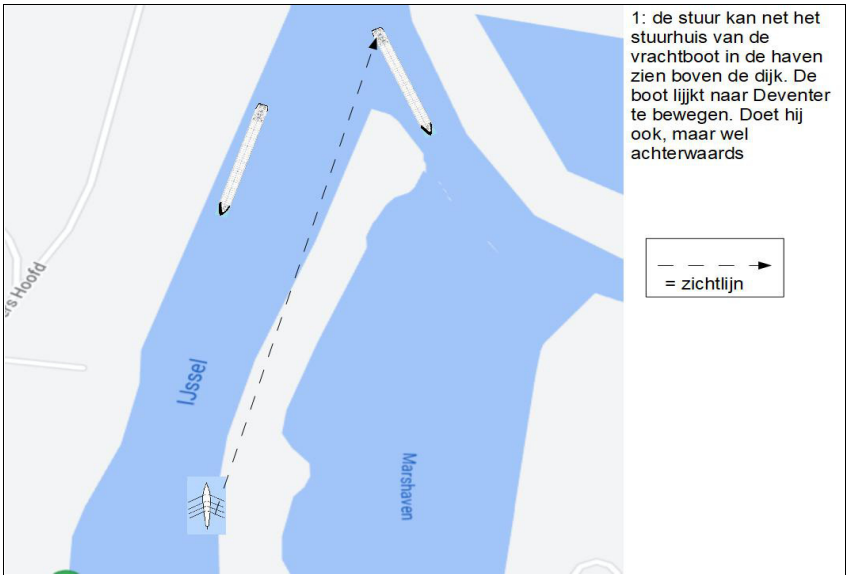 1: de stuur kan net het
stuurhuis van de
vrachtboot in de haven
zien boven de dijk. De
boot lijjkt naar Deventer
te bewegen. Doet hij
ook, maar wel
achterwaards
= zichtlijn
rs Hoofd
IJssel
Marshaven